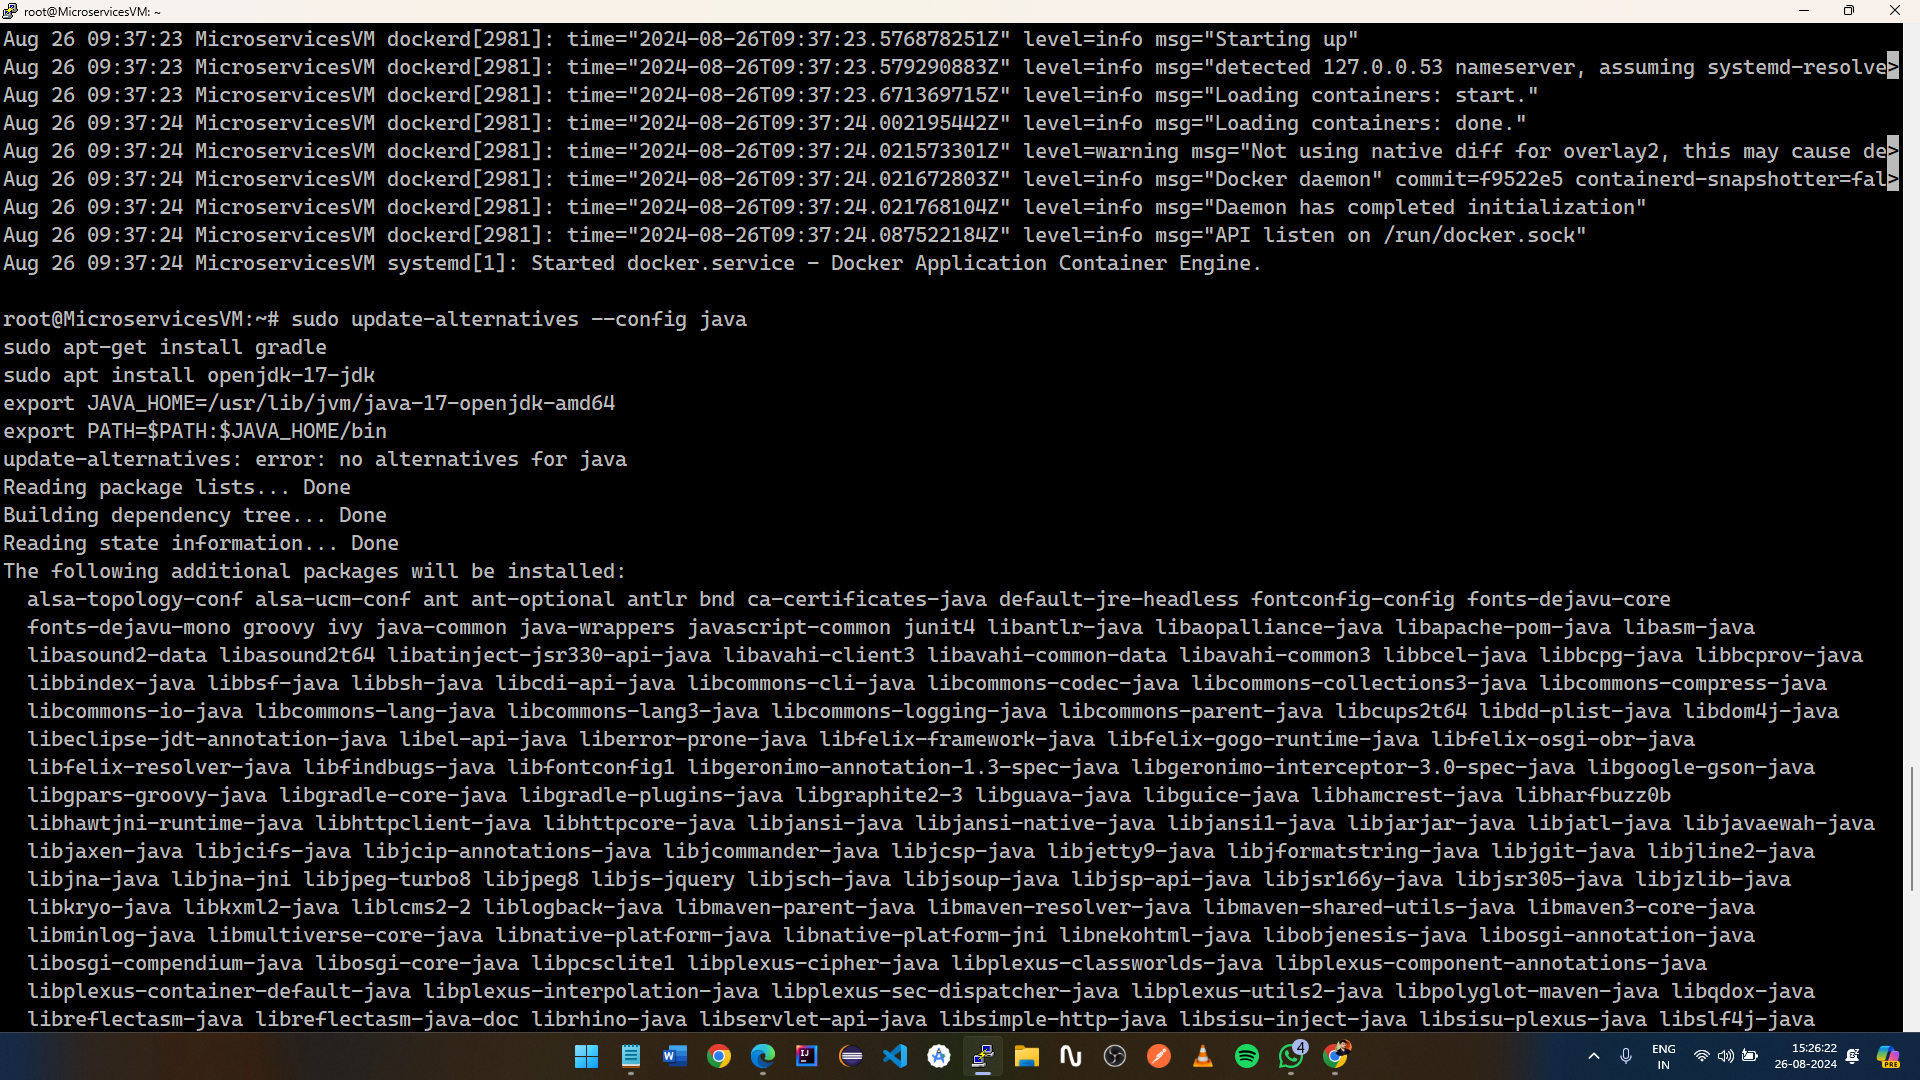 root@MicroservicesVM: ~
Aug 26 09:37:23 MicroservicesVM dockerd[2981]: time="2024-08-26T09:37:23.576878251Z" level=info msg="Starting up"
Aug 26 09:37:23 MicroservicesVM dockerd[2981]: time="2024-08-26T09:37:23.579290883Z" level=info msg="detected 127.0.0.53 nameserver, assuming systemd-resolve>
Aug 26 09:37:23 MicroservicesVM dockerd[2981]: time="2024-08-26T09:37:23.671369715Z" level=info msg="Loading containers: start."
Aug 26 09:37:24 MicroservicesVM dockerd[2981]: time="2024-08-26T09:37:24.002195442Z" level=info msg="Loading containers: done."
Aug 26 09:37:24 MicroservicesVM dockerd[2981]: time="2024-08-26T09:37:24.021573301Z" level=warning msg="Not using native diff for overlay2, this may cause de>
Aug 26 09:37:24 MicroservicesVM dockerd[2981]: time="2024-08-26T09:37:24.021672803Z" level=info msg="Docker daemon" commit=f9522e5 containerd-snapshotter=fal>
Aug 26 09:37:24 MicroservicesVM dockerd[2981]: time="2024-08-26T09:37:24.021768104Z" level=info msg="Daemon has completed initialization"
Aug 26 09:37:24 MicroservicesVM dockerd[2981]: time="2024-08-26T09:37:24.087522184Z" level=info msg="API listen on /run/docker.sock"
Aug 26 09:37:24 MicroservicesVM systemd[1]: Started docker.service - Docker Application Container Engine.
root@MicroservicesVM:~# sudo update-alternatives --config java
sudo apt-get install gradle
sudo apt install openjdk-17-jdk
export JAVA_HOME=/usr/lib/jvm/java-17-openjdk-amd64
export PATH=$PATH:$JAVA_HOME/bin
update-alternatives: error: no alternatives for java
Reading package lists... Done
Building dependency tree... Done
Reading state information... Done
The following additional packages will be installed:
alsa-topology-conf alsa-ucm-conf ant ant-optional antlr bnd ca-certificates-java default-jre-headless fontconfig-config fonts-dejavu-core
fonts-dejavu-mono groovy ivy java-common java-wrappers javascript-common junit4 libantlr-java libaopalliance-java libapache-pom-java libasm-java
libasound2-data libasound2t64 libatinject-jsr330-api-java libavahi-client3 libavahi-common-data libavahi-common3 libbcel-java libbcpg-java libbcprov-java
libbindex-java libbsf-java libbsh-java libcdi-api-java libcommons-cli-java libcommons-codec-java libcommons-collections3-java libcommons-compress-java
libcommons-io-java libcommons-lang-java libcommons-lang3-java libcommons-logging-java libcommons-parent-java libcups2t64 libdd-plist-java libdom4j-java
libeclipse-jdt-annotation-java libel-api-java liberror-prone-java libfelix-framework-java libfelix-gogo-runtime-java libfelix-osgi-obr-java
libfelix-resolver-java libfindbugs-java libfontconfig1 libgeronimo-annotation-1.3-spec-java libgeronimo-interceptor-3.0-spec-java libgoogle-gson-java
libgpars-groovy-java libgradle-core-java libgradle-plugins-java libgraphite2-3 libguava-java libguice-java libhamcrest-java libharfbuzz0b
libhawtjni-runtime-java libhttpclient-java libhttpcore-java libjansi-java libjansi-native-java libjansi1-java libjarjar-java libjatl-java libjavaewah-java
libjaxen-java libjcifs-java libjcip-annotations-java libjcommander-java libjcsp-java libjetty9-java libjformatstring-java libjgit-java libjline2-java
libjna-java libjna-jni libjpeg-turbo8 libjpeg8 libjs-jquery libjsch-java libjsoup-java libjsp-api-java libjsr166y-java libjsr305-java libjzlib-java
libkryo-java libkxml2-java liblcms2-2 liblogback-java libmaven-parent-java libmaven-resolver-java libmaven-shared-utils-java libmaven3-core-java
libminlog-java libmultiverse-core-java libnative-platform-java libnative-platform-jni libnekohtml-java libobjenesis-java libosgi-annotation-java
libosgi-compendium-java libosgi-core-java libpcsclite1 libplexus-cipher-java libplexus-classworlds-java libplexus-component-annotations-java
libplexus-container-default-java libplexus-interpolation-java libplexus-sec-dispatcher-java libplexus-utils2-java libpolyglot-maven-java libqdox-java
libreflectasm-java libreflectasm-java-doc librhino-java libservlet-api-java libsimple-http-java libsisu-inject-java libsisu-plexus-java libslf4j-java
4
ENG
IN
15:26:22
26-08-2024
PRE